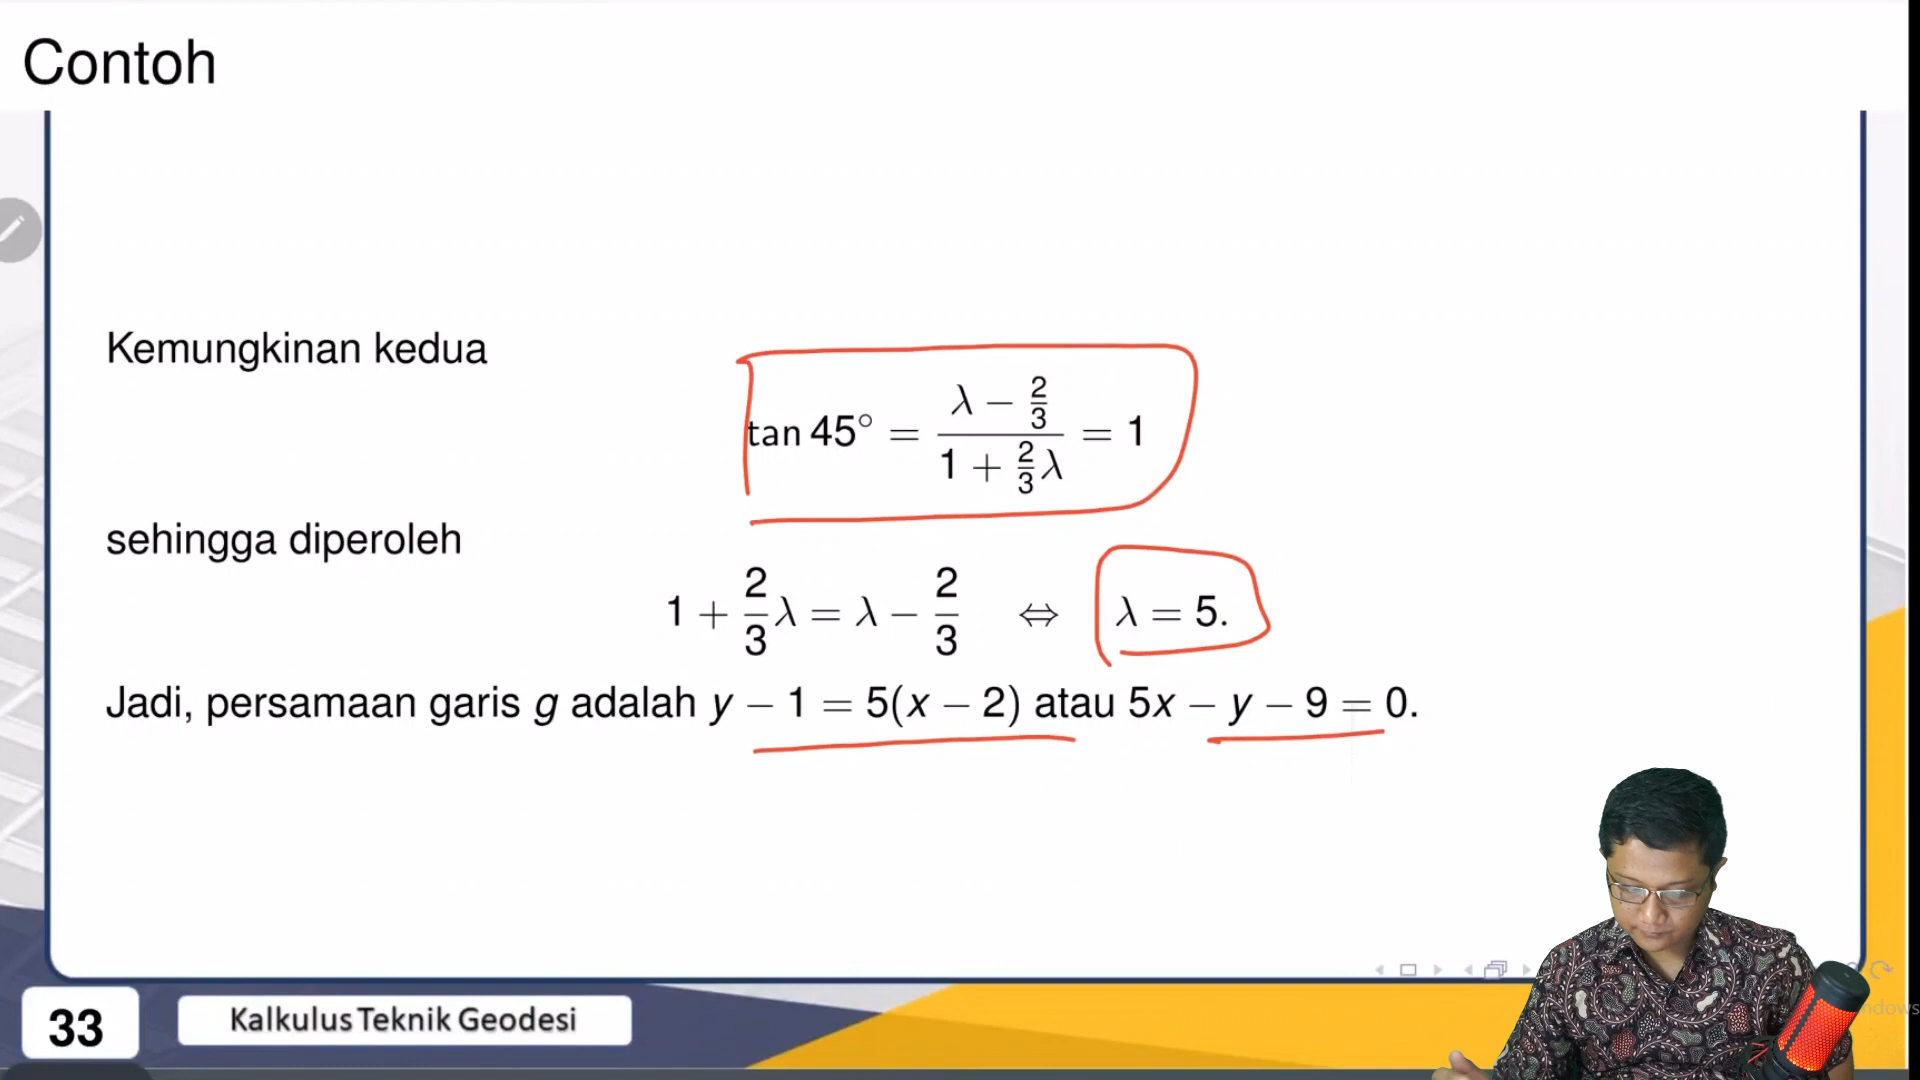 Contoh
Kemungkinan kedua
tan 45° = (λ − 2/3) / (1 + 2/3 λ) = 1
sehingga diperoleh
1 + 2/3 λ = λ − 2/3 ⇔ λ = 5.
Jadi, persamaan garis g adalah y − 1 = 5(x − 2) atau 5x − y − 9 = 0.
33
Kalkulus Teknik Geodesi